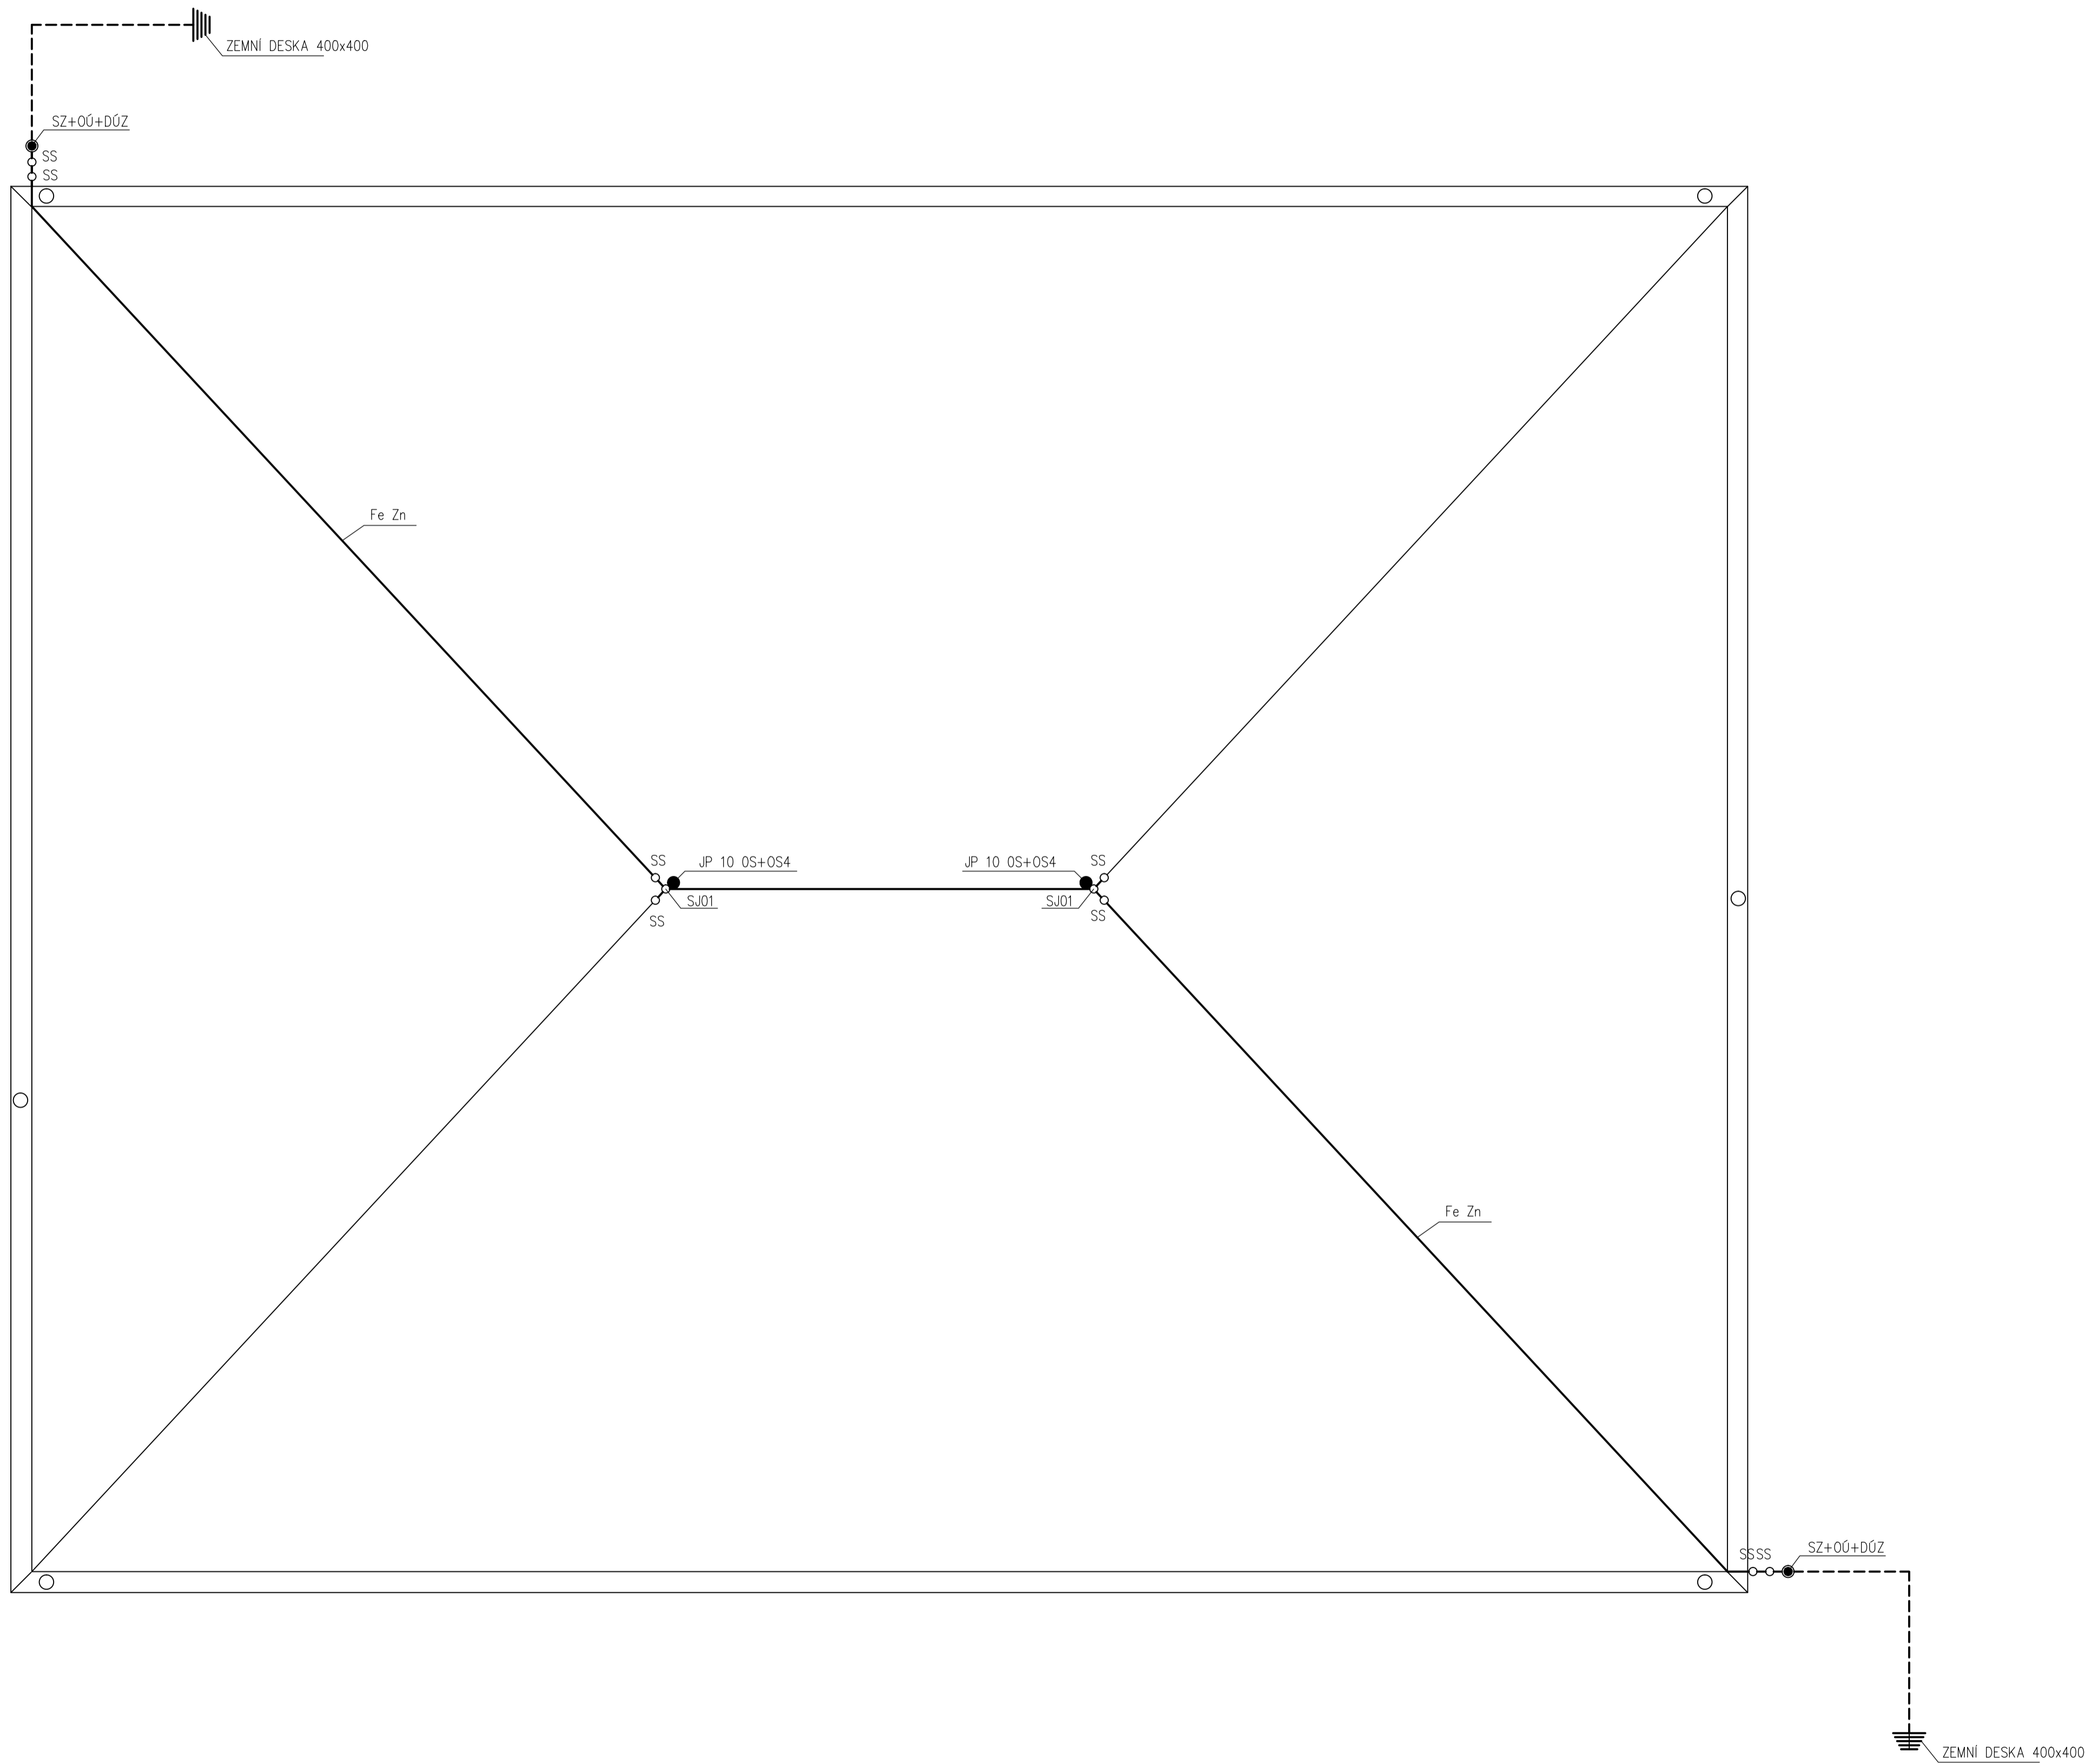 ZEMNÍ DESKA 400x400
SZ+OÚ+DÚZ
SS
SS
Fe Zn
SS
JP 10 OS+OS4
JP 10 OS+OS4
SS
SJ01
SJ01
SS
SS
Fe Zn
SSSS
SZ+OÚ+DÚZ
ZEMNÍ DESKA 400x400